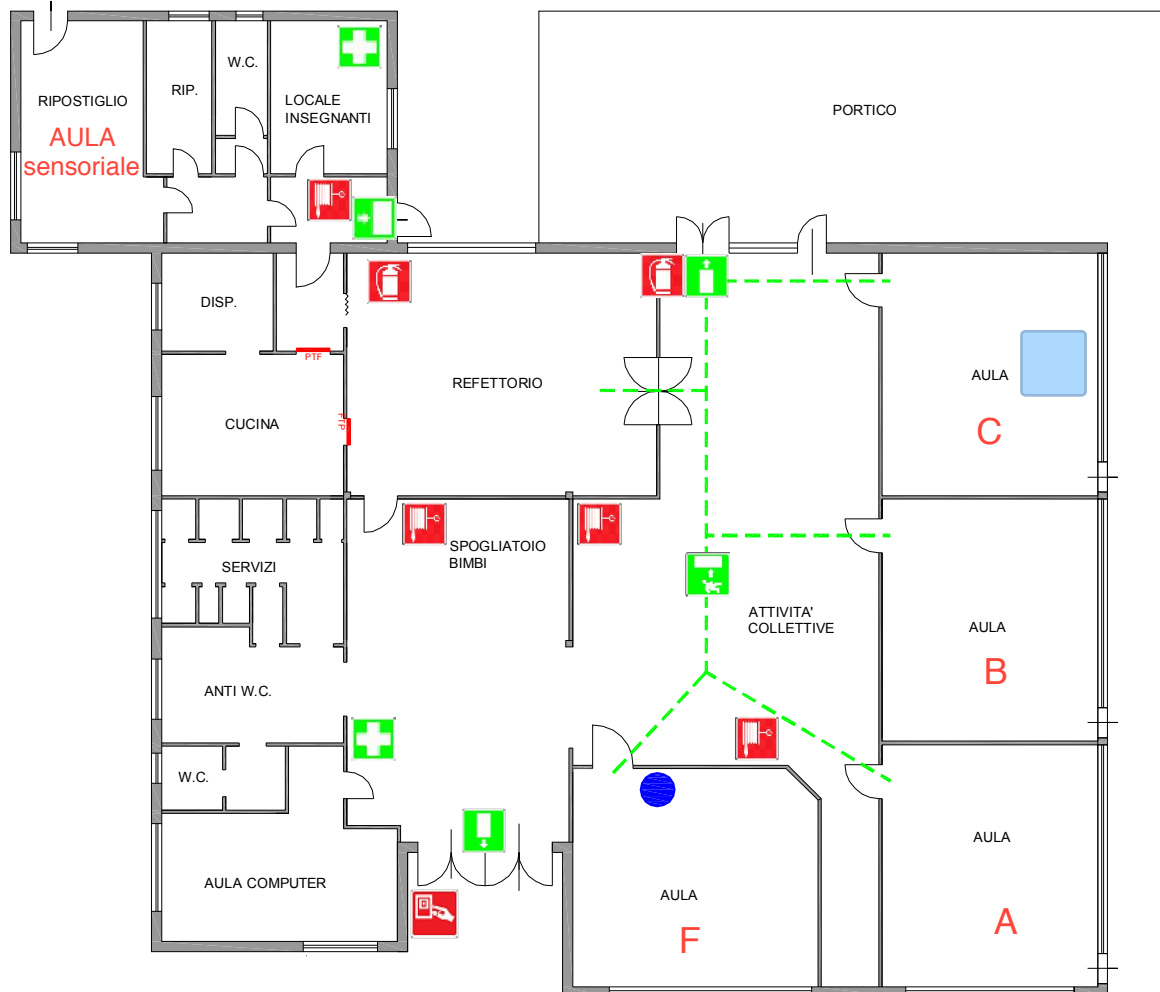 W.C.
RIPOSTIGLIO
RIP.
LOCALE
INSEGNANTI
AULA
sensoriale
PORTICO
DISP.
PTF
REFETTORIO
AULA
C
CUCINA
PTF
SPOGLIATOIO
BIMBI
SERVIZI
ATTIVITA'
COLLETTIVE
AULA
B
ANTI W.C.
W.C.
AULA
A
AULA COMPUTER
AULA
F